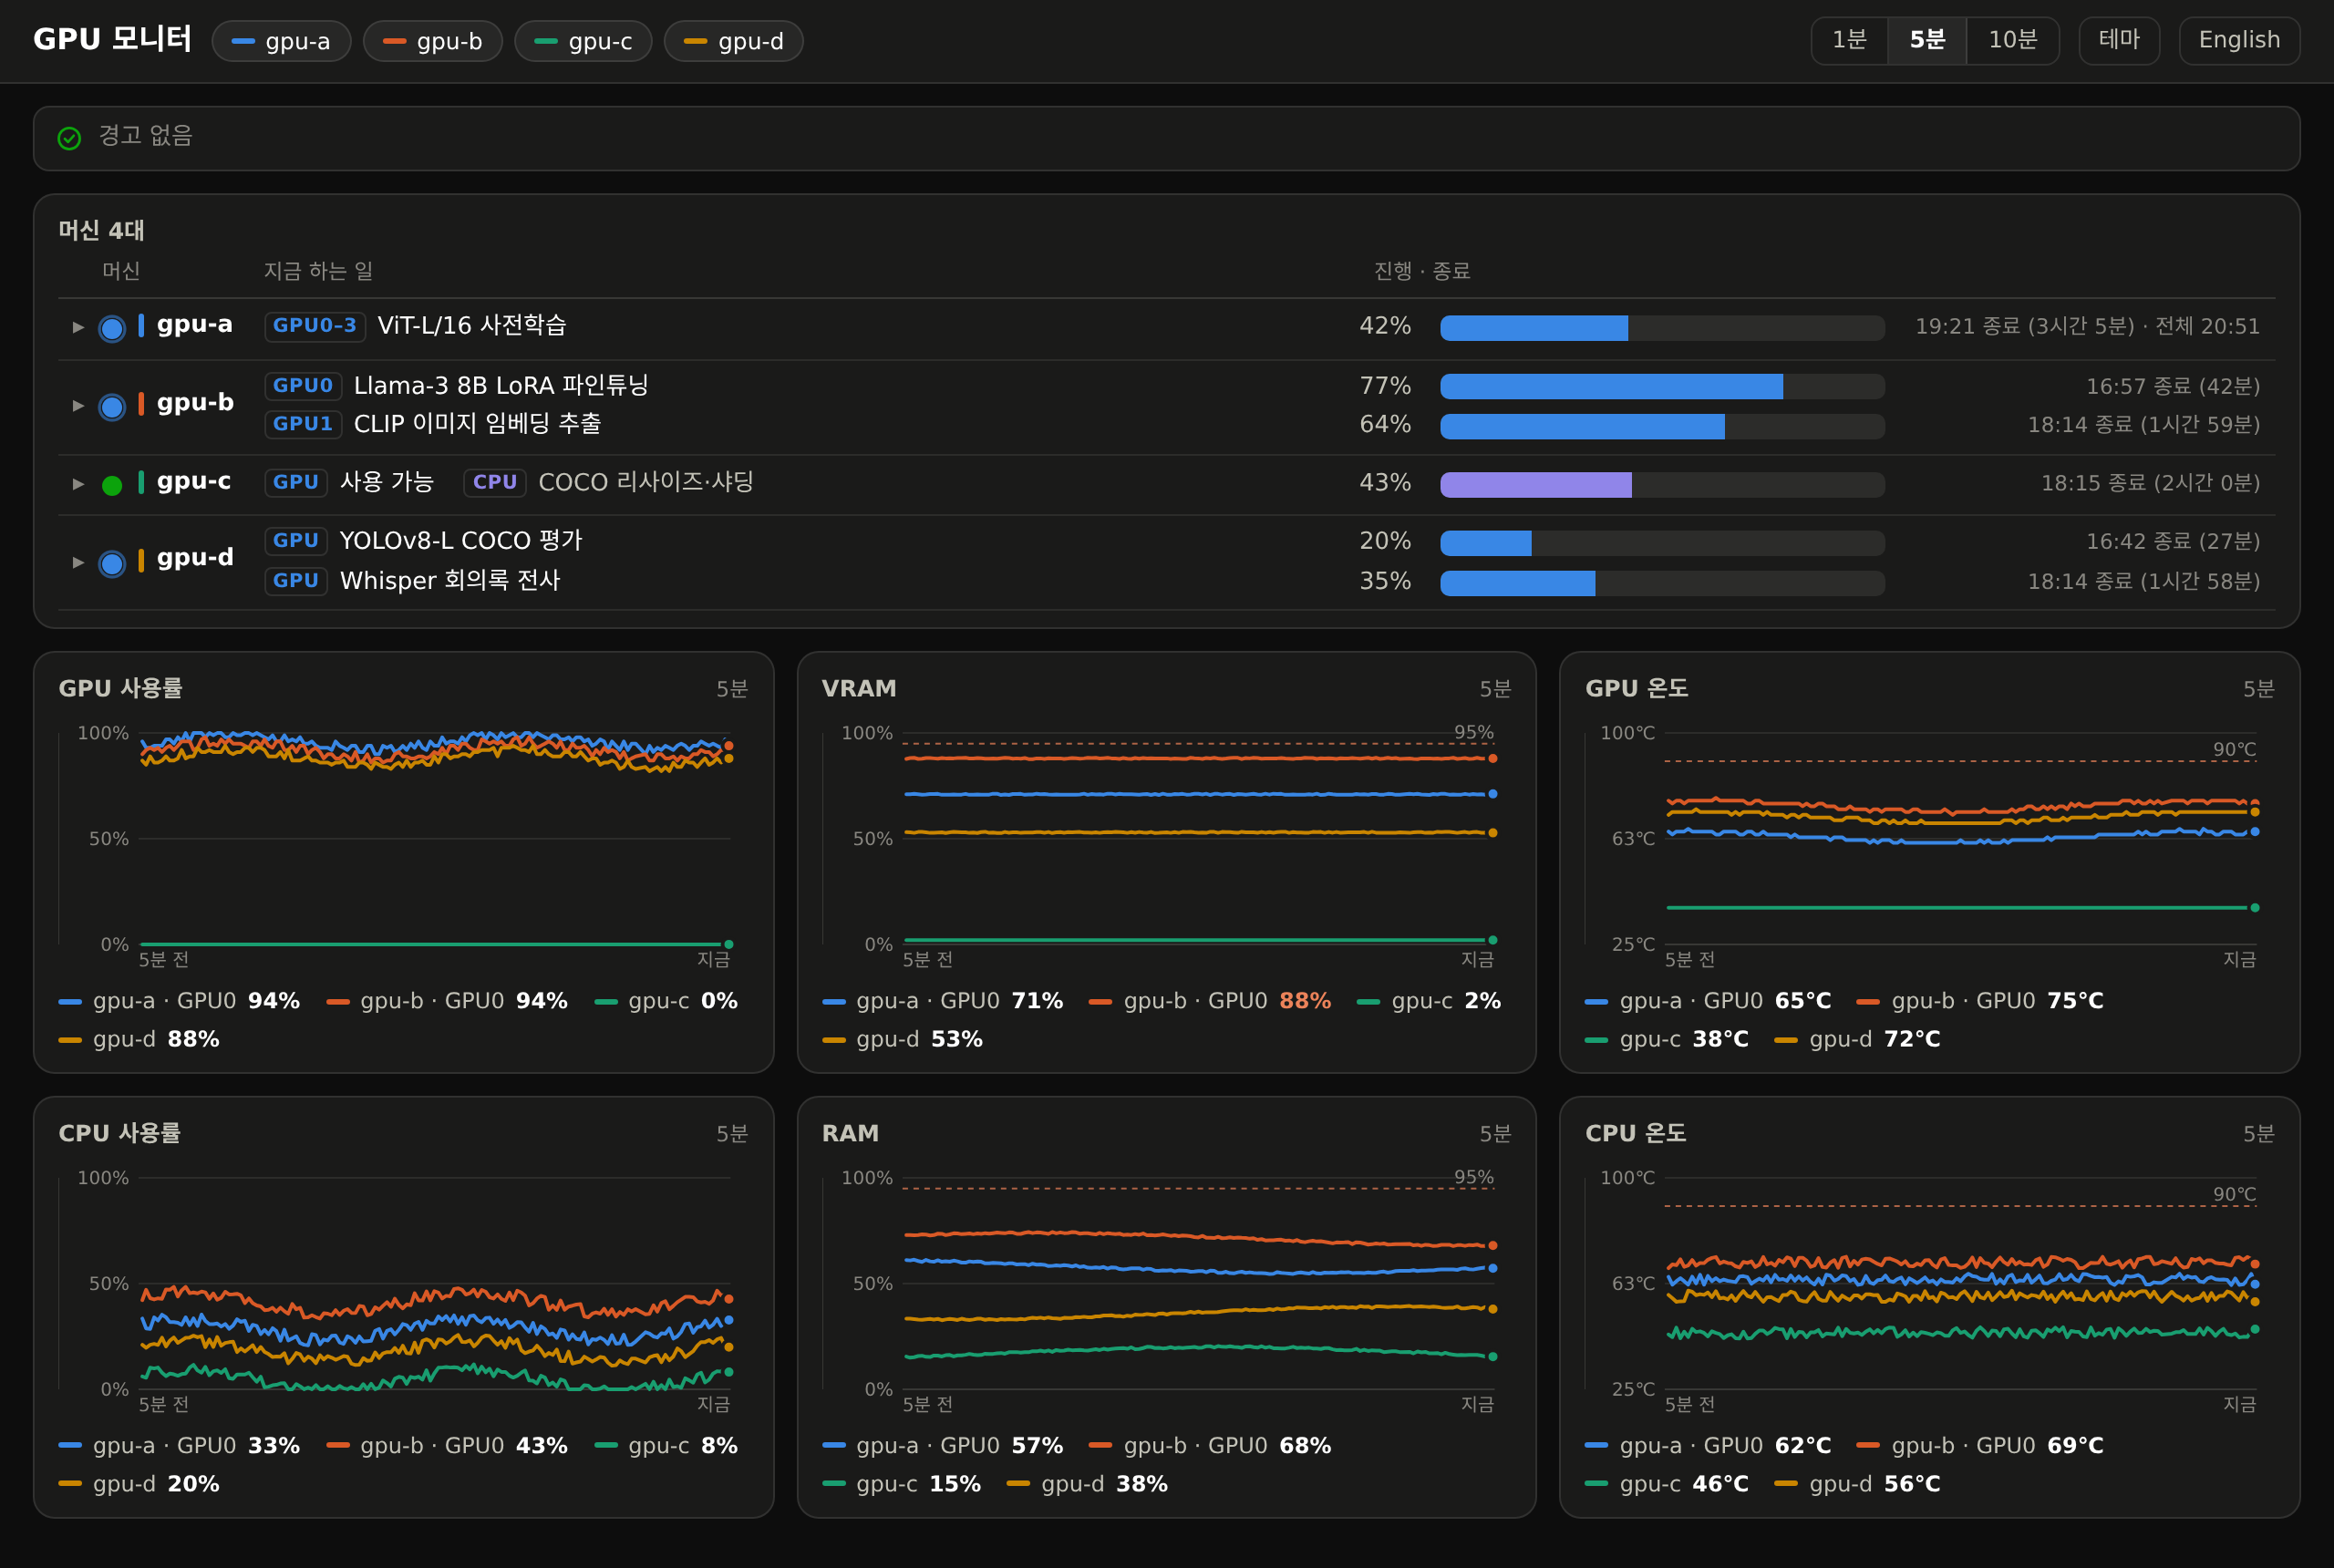 GPU 모니터 gpu-a gpu-b gpu-c gpu-d 1분 5분 10분 테마 English
경고 없음
머신 4대
머신 지금 하는 일 진행 · 종료
▶ gpu-a GPU0–3 ViT-L/16 사전학습 42% 19:21 종료 (3시간 5분) · 전체 20:51
▶ gpu-b GPU0 Llama-3 8B LoRA 파인튜닝 77% 16:57 종료 (42분)
GPU1 CLIP 이미지 임베딩 추출 64% 18:14 종료 (1시간 59분)
▶ gpu-c GPU 사용 가능 CPU COCO 리사이즈·샤딩 43% 18:15 종료 (2시간 0분)
▶ gpu-d GPU YOLOv8-L COCO 평가 20% 16:42 종료 (27분)
GPU Whisper 회의록 전사 35% 18:14 종료 (1시간 58분)
GPU 사용률 5분
100%
50%
0%
5분 전 지금
gpu-a · GPU0 94% gpu-b · GPU0 94% gpu-c 0%
gpu-d 88%
VRAM 5분
100% 95%
50%
0%
5분 전 지금
gpu-a · GPU0 71% gpu-b · GPU0 88% gpu-c 2%
gpu-d 53%
GPU 온도 5분
100℃
90℃
63℃
25℃
5분 전 지금
gpu-a · GPU0 65℃ gpu-b · GPU0 75℃
gpu-c 38℃ gpu-d 72℃
CPU 사용률 5분
100%
50%
0%
5분 전 지금
gpu-a · GPU0 33% gpu-b · GPU0 43% gpu-c 8%
gpu-d 20%
RAM 5분
100% 95%
50%
0%
5분 전 지금
gpu-a · GPU0 57% gpu-b · GPU0 68%
gpu-c 15% gpu-d 38%
CPU 온도 5분
100℃
90℃
63℃
25℃
5분 전 지금
gpu-a · GPU0 62℃ gpu-b · GPU0 69℃
gpu-c 46℃ gpu-d 56℃